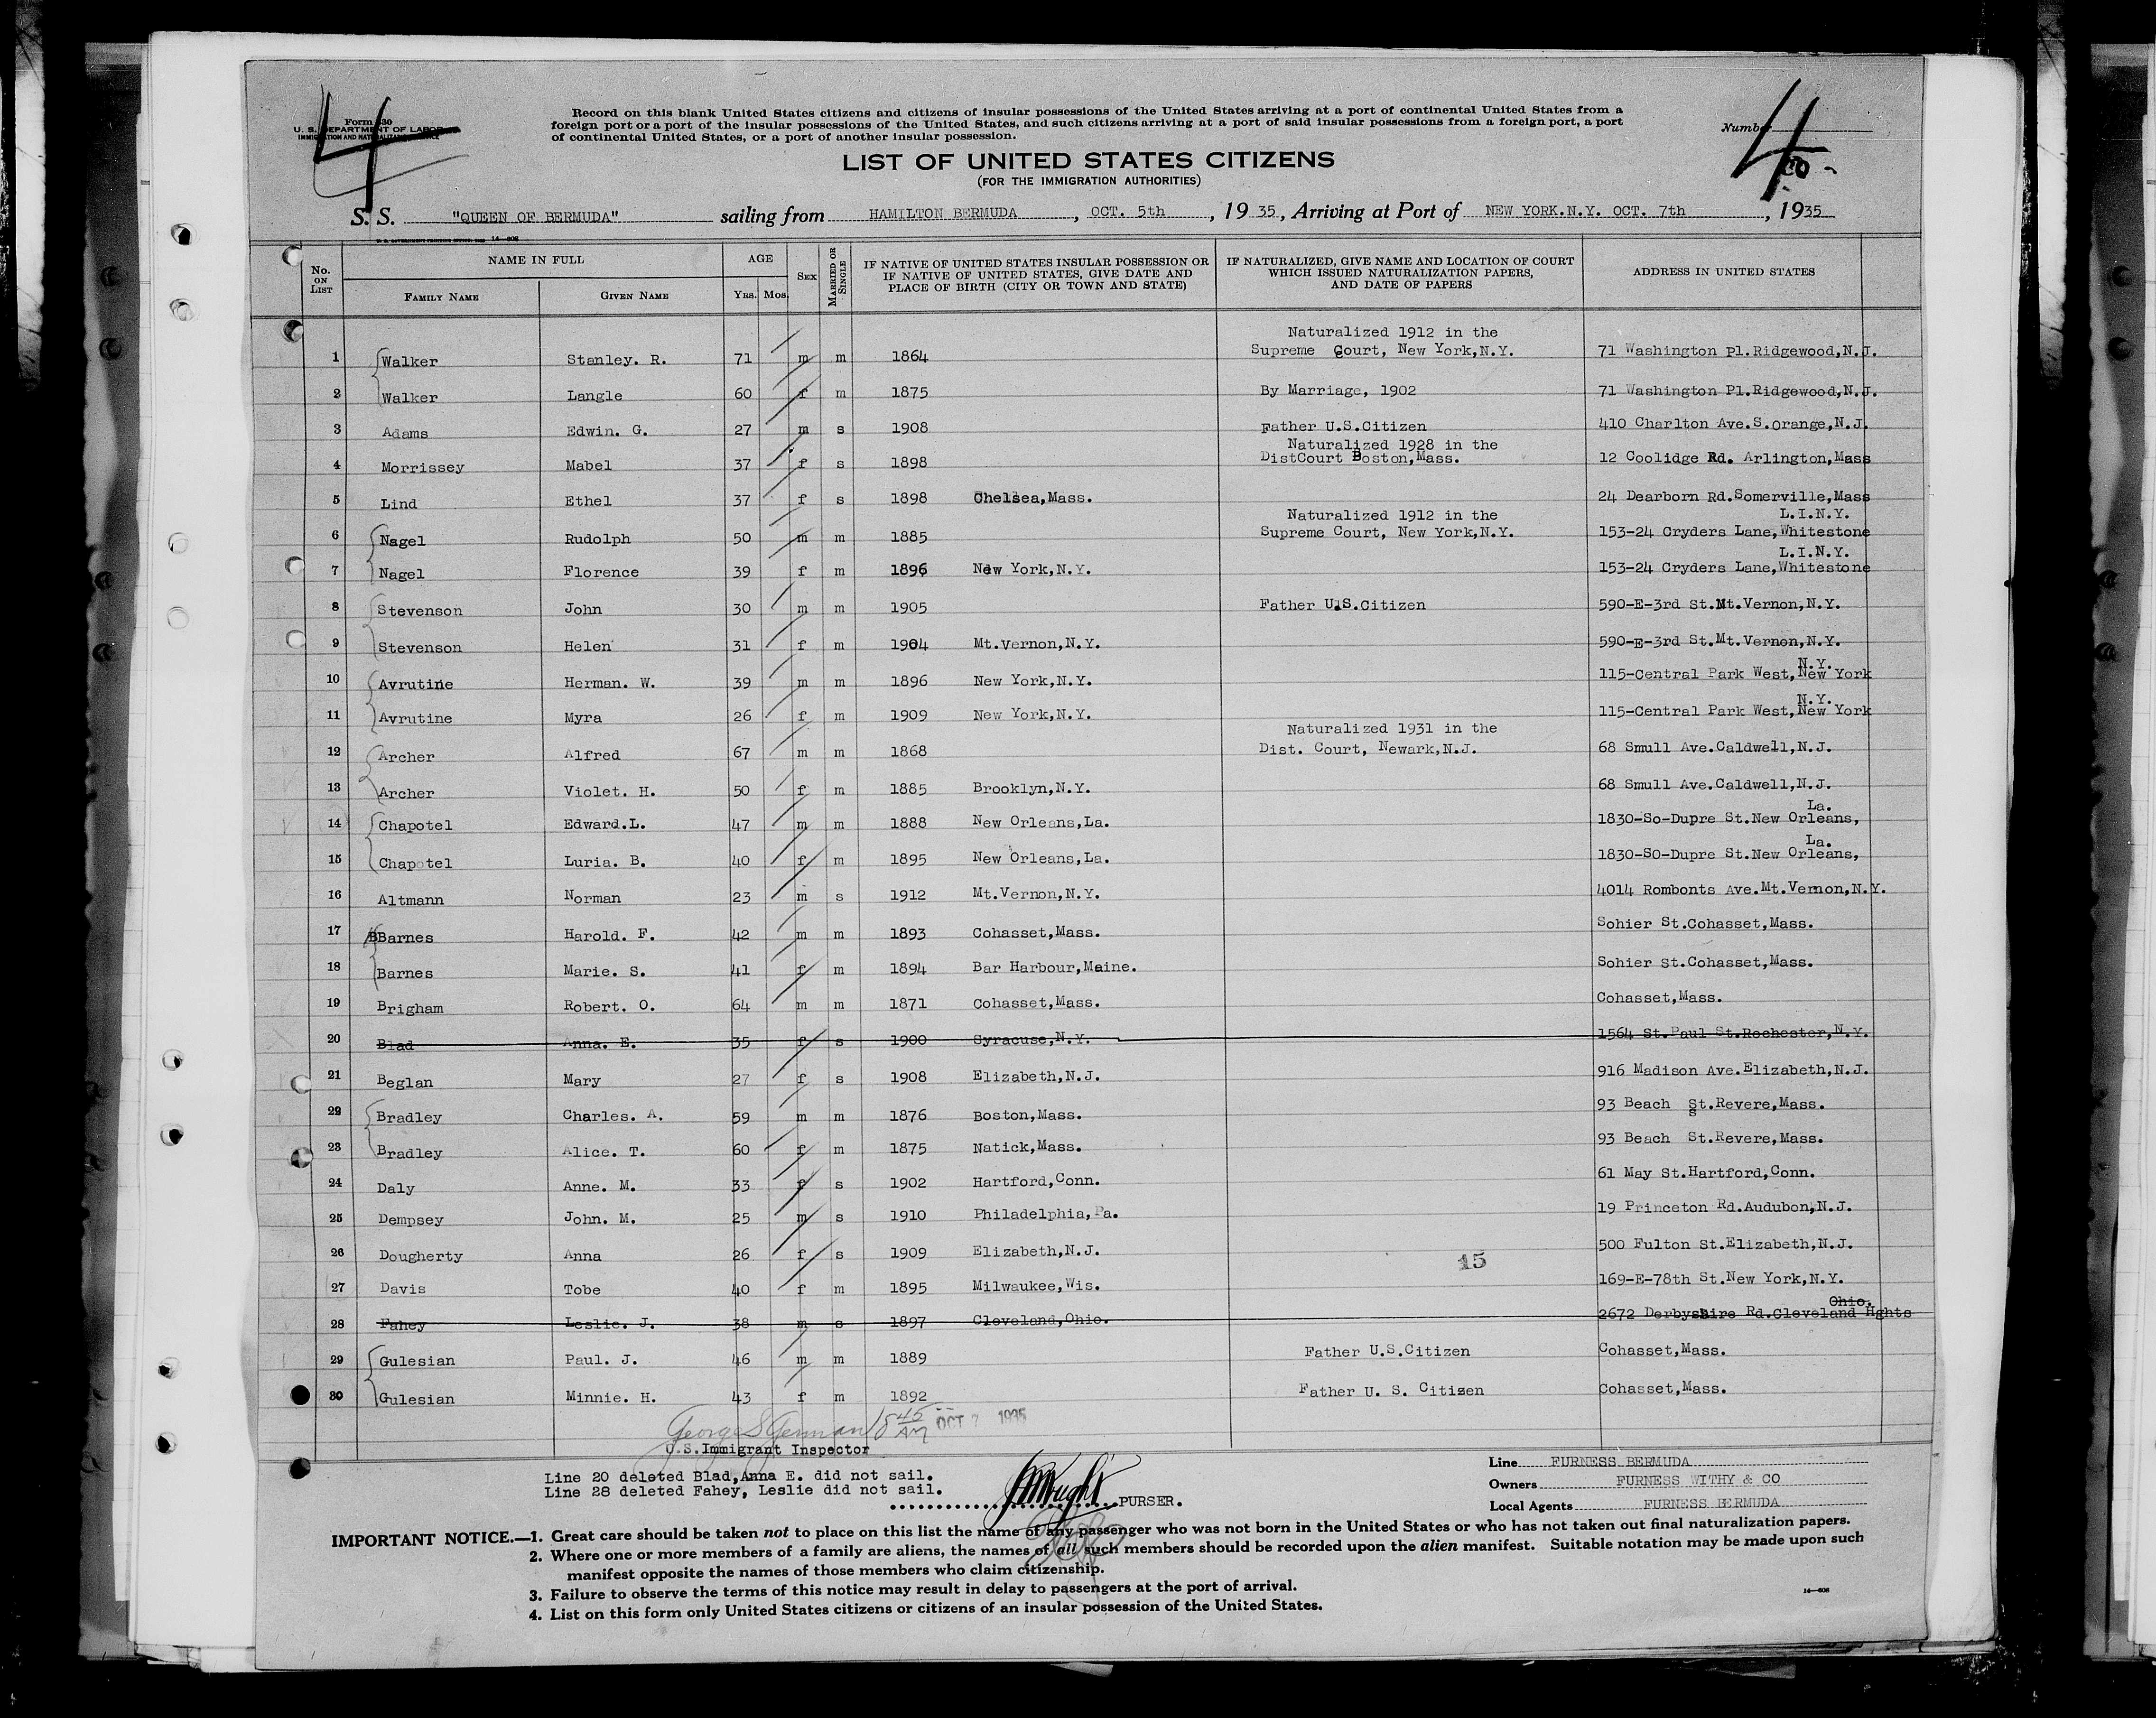 4
Form 630
U. S. DEPARTMENT OF LABOR
IMMIGRATION AND NATURALIZATION SERVICE
Record on this blank United States citizens and citizens of insular possessions of the United States arriving at a port of continental United States from a
foreign port or a port of the insular possessions of the United States, and such citizens arriving at a port of said insular possessions from a foreign port, a port
of continental United States, or a port of another insular possession.
Number 4
LIST OF UNITED STATES CITIZENS
(FOR THE IMMIGRATION AUTHORITIES)
S. S. "QUEEN OF BERMUDA" sailing from HAMILTON BERMUDA, OCT. 5th, 1935, Arriving at Port of NEW YORK.N.Y. OCT. 7th, 1935
No. ON LIST NAME IN FULL AGE SEX MARRIED OR SINGLE IF NATIVE OF UNITED STATES INSULAR POSSESSION OR IF NATIVE OF UNITED STATES, GIVE DATE AND PLACE OF BIRTH (CITY OR TOWN AND STATE) IF NATURALIZED, GIVE NAME AND LOCATION OF COURT WHICH ISSUED NATURALIZATION PAPERS, AND DATE OF PAPERS ADDRESS IN UNITED STATES
FAMILY NAME GIVEN NAME YRS. MOS.
1 Walker Stanley. R. 71 m m 1864 Naturalized 1912 in the Supreme Court, New York,N.Y. 71 Washington Pl.Ridgewood,N.J.
2 Walker Langle 60 f m 1875 By Marriage, 1902 71 Washington Pl.Ridgewood,N.J.
3 Adams Edwin. G. 27 m s 1908 Father U.S.Citizen 410 Charlton Ave.S.Orange,N.J.
4 Morrissey Mabel 37 f s 1898 Naturalized 1928 in the DistCourt Boston,Mass. 12 Coolidge Rd. Arlington,Mass
5 Lind Ethel 37 f s 1898 Chelsea,Mass. 24 Dearborn Rd.Somerville,Mass
6 Nagel Rudolph 50 m m 1885 Naturalized 1912 in the Supreme Court, New York,N.Y. 153-24 Cryders Lane,Whitestone L.I.N.Y.
7 Nagel Florence 39 f m 1896 New York,N.Y. 153-24 Cryders Lane,Whitestone L.I.N.Y.
8 Stevenson John 30 m m 1905 Father U.S.Citizen 590-E-3rd St.Mt.Vernon,N.Y.
9 Stevenson Helen 31 f m 1904 Mt.Vernon,N.Y. 590-E-3rd St.Mt.Vernon,N.Y.
10 Avrutine Herman. W. 39 m m 1896 New York,N.Y. 115-Central Park West,New York N.Y.
11 Avrutine Myra 26 f m 1909 New York,N.Y. 115-Central Park West,New York N.Y.
12 Archer Alfred 67 m m 1868 Naturalized 1931 in the Dist. Court, Newark,N.J. 68 Smull Ave.Caldwell,N.J.
13 Archer Violet. H. 50 f m 1885 Brooklyn,N.Y. 68 Smull Ave.Caldwell,N.J.
14 Chapotel Edward.L. 47 m m 1888 New Orleans,La. 1830-So-Dupre St.New Orleans, La.
15 Chapotel Luria. B. 40 f m 1895 New Orleans,La. 1830-SO-Dupre St.New Orleans, La.
16 Altmann Norman 23 m s 1912 Mt.Vernon,N.Y. 4014 Rombonts Ave.Mt.Vernon,N.Y.
17 BBarnes Harold. F. 42 m m 1893 Cohasset,Mass. Sohier St.Cohasset,Mass.
18 Barnes Marie. S. 41 f m 1894 Bar Harbour,Maine. Sohier St.Cohasset,Mass.
19 Brigham Robert. O. 64 m m 1871 Cohasset,Mass. Cohasset,Mass.
20 Blad Anna. E. 35 f s 1900 Syracuse,N.Y. 1564 St.Paul St.Rochester,N.Y.
21 Beglan Mary 27 f s 1908 Elizabeth,N.J. 916 Madison Ave.Elizabeth,N.J.
22 Bradley Charles. A. 59 m m 1876 Boston,Mass. 93 Beach St.Revere,Mass.
23 Bradley Alice. T. 60 f m 1875 Natick,Mass. 93 Beach St.Revere,Mass.
24 Daly Anne. M. 33 f s 1902 Hartford,Conn. 61 May St.Hartford,Conn.
25 Dempsey John. M. 25 m s 1910 Philadelphia,Pa. 19 Princeton Rd.Audubon,N.J.
26 Dougherty Anna 26 f s 1909 Elizabeth,N.J. 500 Fulton St.Elizabeth,N.J.
15
27 Davis Tobe 40 f m 1895 Milwaukee,Wis. 169-E-78th St.New York,N.Y.
28 Fahey Leslie. J. 38 m s 1897 Cleveland,Ohio. 2672 Derbyshire Rd.Cleveland Hghts Ohio.
29 Gulesian Paul. J. 46 m m 1889 Father U.S.Citizen Cohasset,Mass.
30 Gulesian Minnie. H. 43 f m 1892 Father U. S. Citizen Cohasset,Mass.
OCT 7 1935
U.S.Immigrant Inspector
Line 20 deleted Blad,Anna E. did not sail.
Line 28 deleted Fahey, Leslie did not sail.
PURSER.
Line FURNESS BERMUDA
Owners FURNESS WITHY & CO
Local Agents FURNESS BERMUDA
IMPORTANT NOTICE.—1. Great care should be taken not to place on this list the name of any passenger who was not born in the United States or who has not taken out final naturalization papers.
2. Where one or more members of a family are aliens, the names of all such members should be recorded upon the alien manifest. Suitable notation may be made upon such
manifest opposite the names of those members who claim citizenship.
3. Failure to observe the terms of this notice may result in delay to passengers at the port of arrival.
4. List on this form only United States citizens or citizens of an insular possession of the United States.
14—608